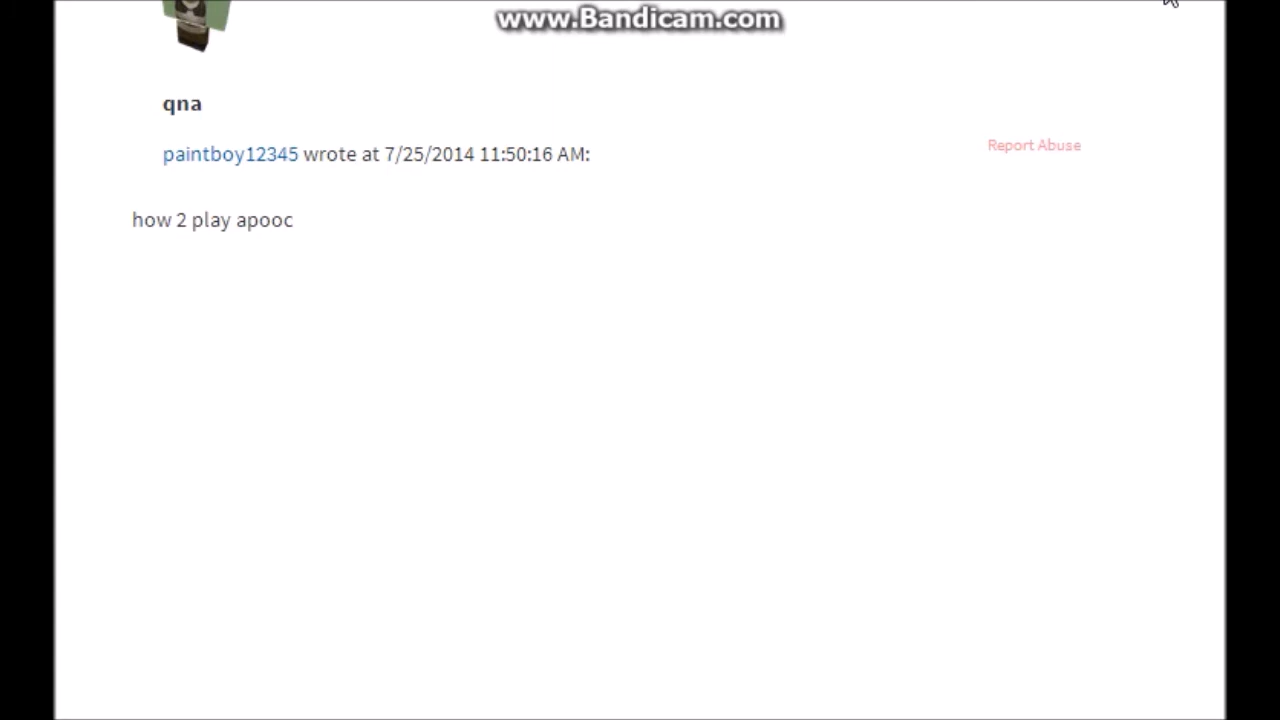 www.Bandicam.com
qna
paintboy12345 wrote at 7/25/2014 11:50:16 AM:
Report Abuse
how 2 play apooc